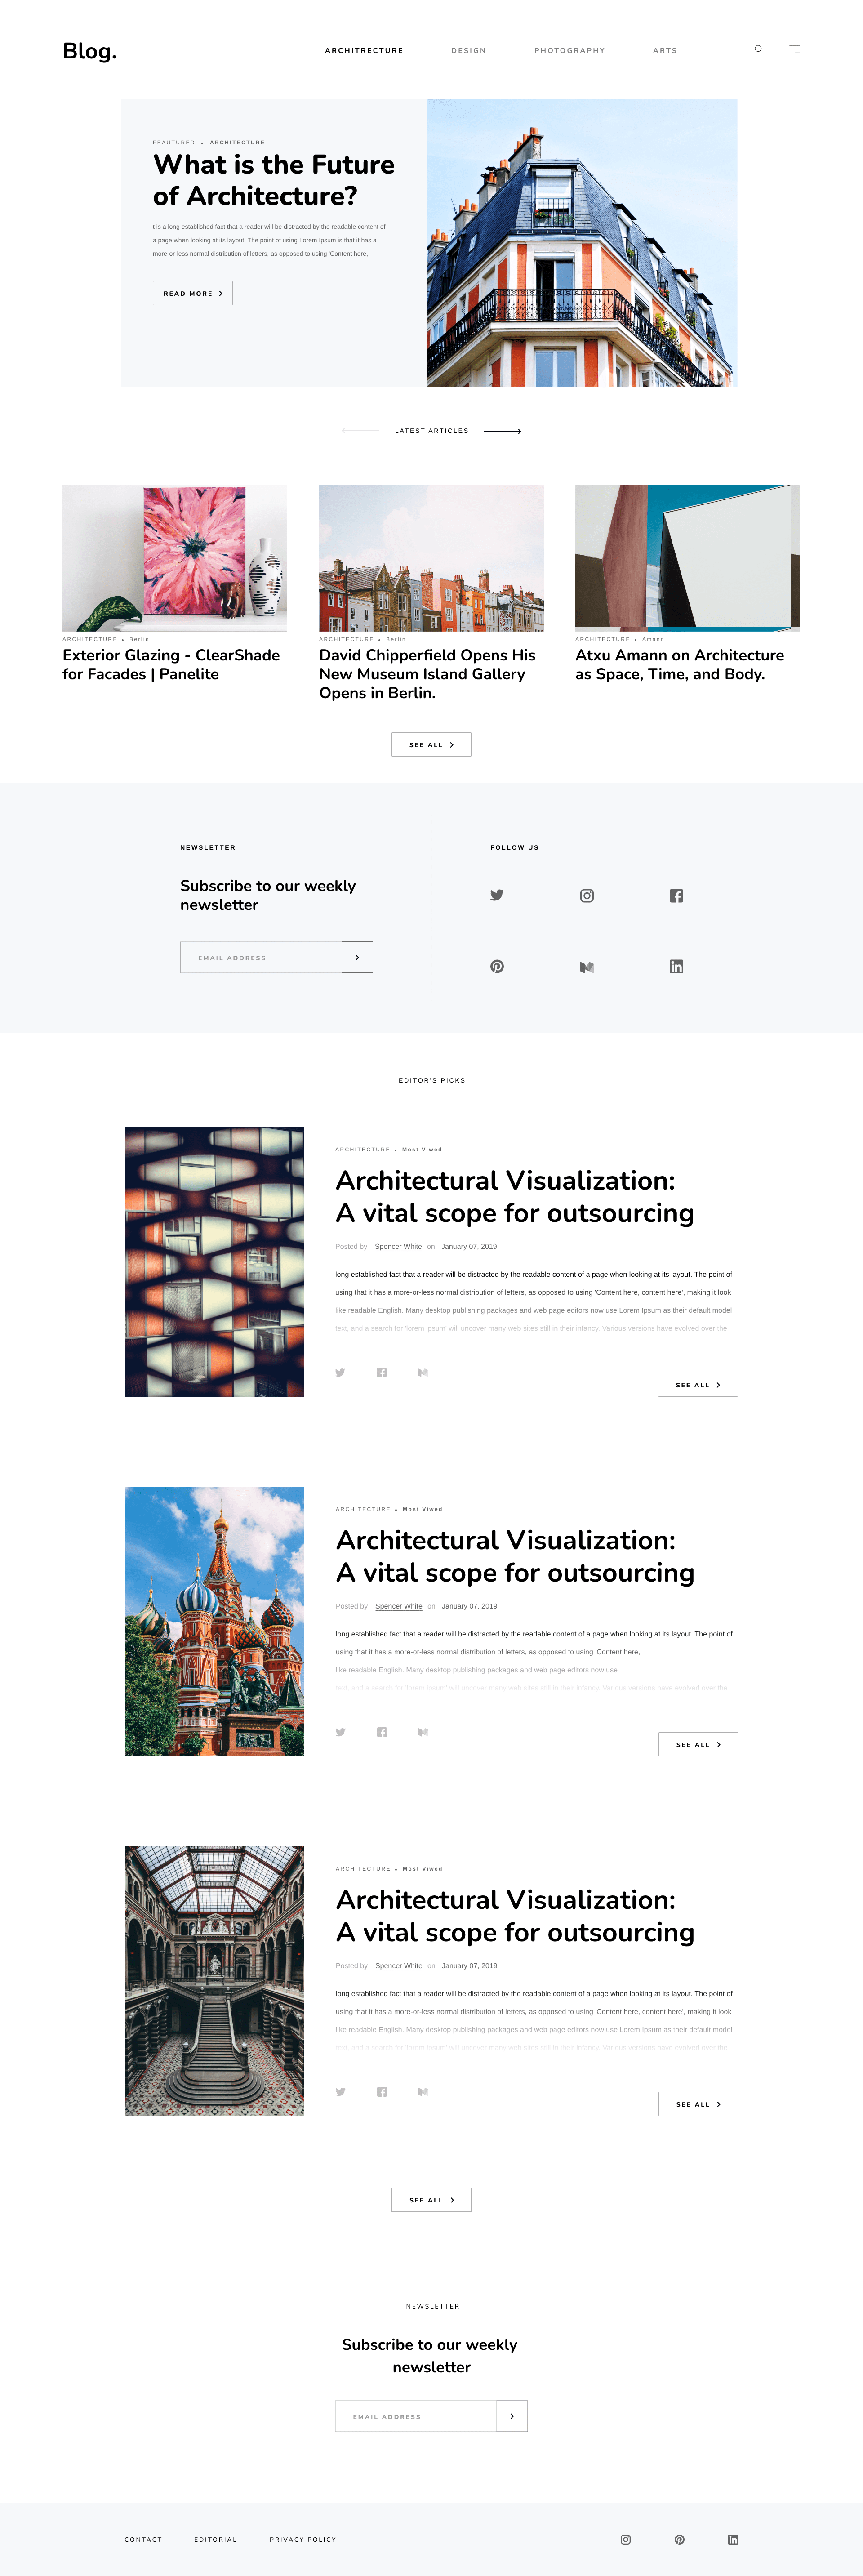 Blog.
ARCHITRECTURE
DESIGN
PHOTOGRAPHY
ARTS
FEAUTURED • ARCHITECTURE
What is the Future
of Architecture?
t is a long established fact that a reader will be distracted by the readable content of
a page when looking at its layout. The point of using Lorem Ipsum is that it has a
more-or-less normal distribution of letters, as opposed to using 'Content here,
READ MORE
LATEST ARTICLES
ARCHITECTURE • Berlin
Exterior Glazing - ClearShade
for Facades | Panelite
ARCHITECTURE • Berlin
David Chipperfield Opens His
New Museum Island Gallery
Opens in Berlin.
ARCHITECTURE • Amann
Atxu Amann on Architecture
as Space, Time, and Body.
SEE ALL
NEWSLETTER
Subscribe to our weekly
newsletter
EMAIL ADDRESS
FOLLOW US
EDITOR'S PICKS
ARCHITECTURE • Most Viwed
Architectural Visualization:
A vital scope for outsourcing
Posted by Spencer White on January 07, 2019
long established fact that a reader will be distracted by the readable content of a page when looking at its layout. The point of
using that it has a more-or-less normal distribution of letters, as opposed to using 'Content here, content here', making it look
like readable English. Many desktop publishing packages and web page editors now use Lorem Ipsum as their default model
text, and a search for 'lorem ipsum' will uncover many web sites still in their infancy. Various versions have evolved over the
SEE ALL
ARCHITECTURE • Most Viwed
Architectural Visualization:
A vital scope for outsourcing
Posted by Spencer White on January 07, 2019
long established fact that a reader will be distracted by the readable content of a page when looking at its layout. The point of
using that it has a more-or-less normal distribution of letters, as opposed to using 'Content here,
like readable English. Many desktop publishing packages and web page editors now use
text, and a search for 'lorem ipsum' will uncover many web sites still in their infancy. Various versions have evolved over the
SEE ALL
ARCHITECTURE • Most Viwed
Architectural Visualization:
A vital scope for outsourcing
Posted by Spencer White on January 07, 2019
long established fact that a reader will be distracted by the readable content of a page when looking at its layout. The point of
using that it has a more-or-less normal distribution of letters, as opposed to using 'Content here, content here', making it look
like readable English. Many desktop publishing packages and web page editors now use Lorem Ipsum as their default model
text, and a search for 'lorem ipsum' will uncover many web sites still in their infancy. Various versions have evolved over the
SEE ALL
SEE ALL
NEWSLETTER
Subscribe to our weekly
newsletter
EMAIL ADDRESS
CONTACT
EDITORIAL
PRIVACY POLICY